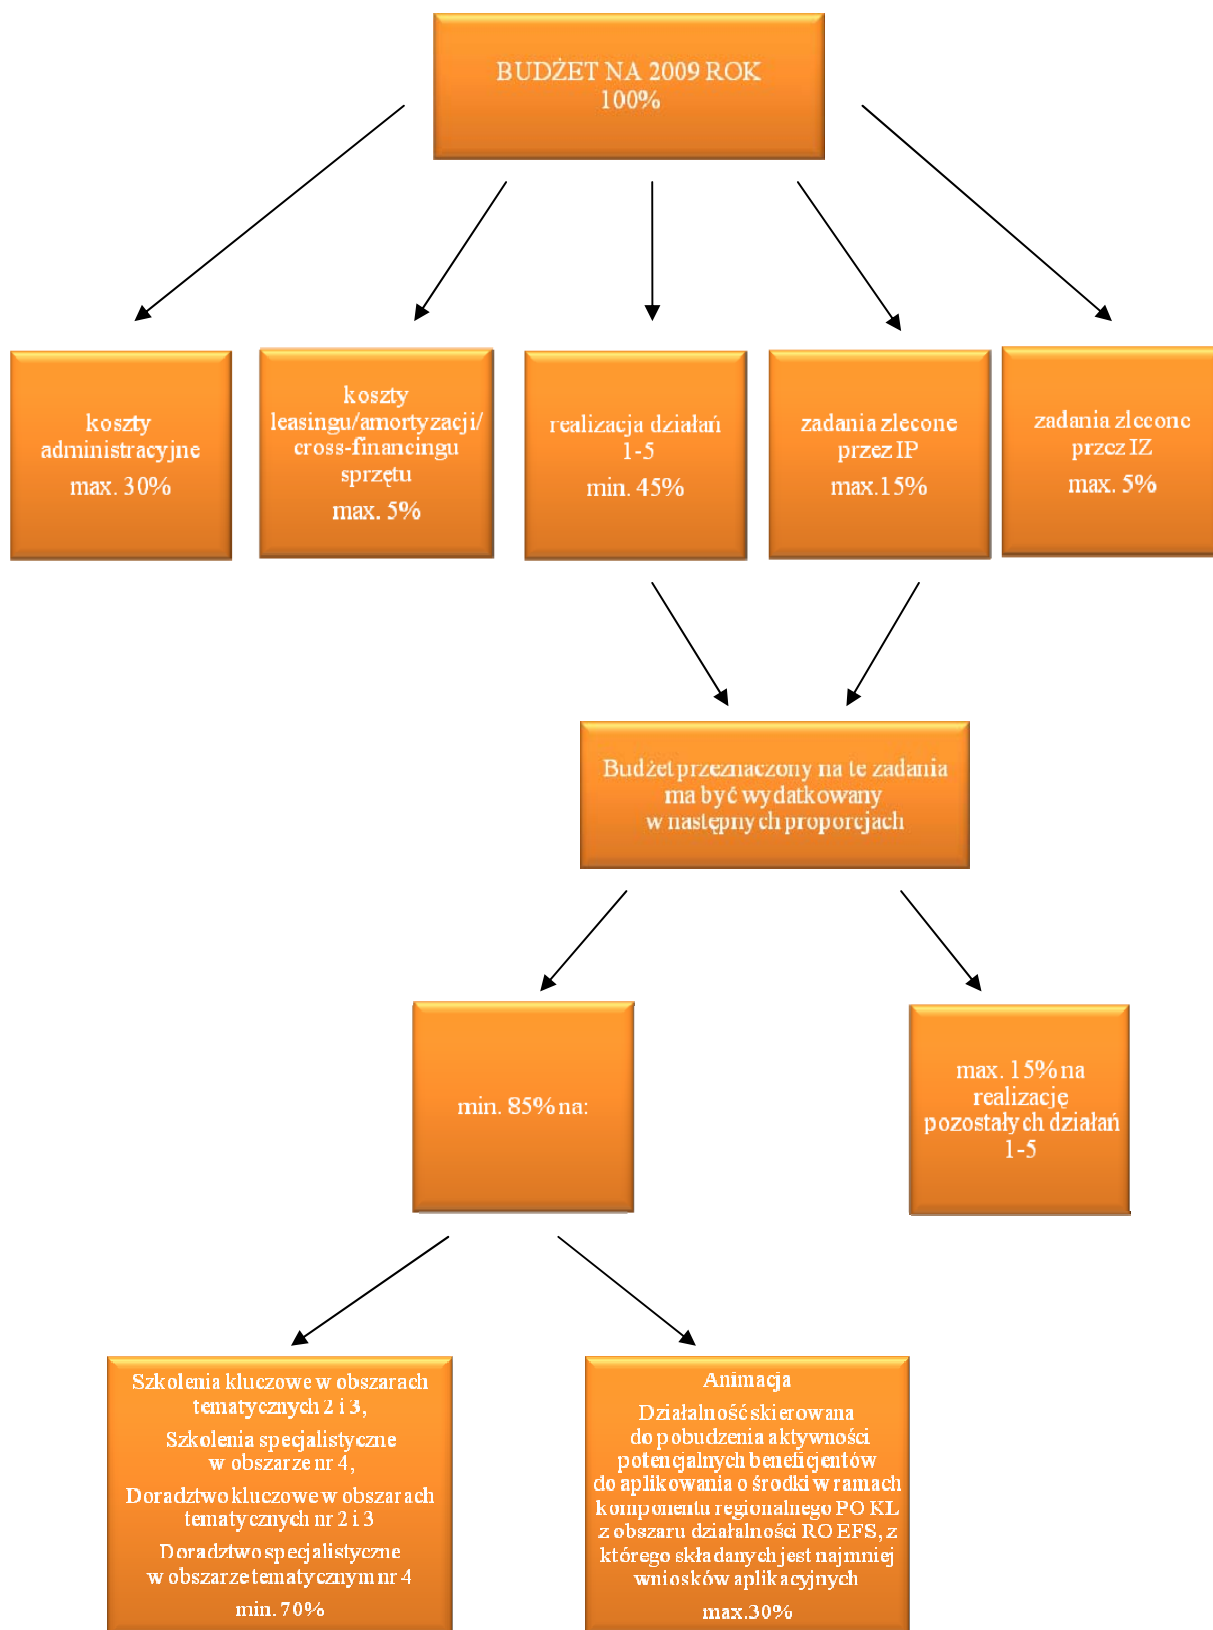 BUDŻET NA 2009 ROK
100%
koszty
administracyjne
max. 30%
koszty
leasingu/amortyzacji/
cross-financingu
sprzętu
max. 5%
realizacja działań
1-5
min. 45%
zadania zlecone
przez IP
max.15%
zadania zlecone
przez IZ
max. 5%
Budżet przeznaczony na te zadania
ma być wydatkowany
w następnych proporcjach
min. 85% na:
max. 15% na
realizację
pozostałych działań
1-5
Szkolenia kluczowe w obszarach
tematycznych 2 i 3,
Szkolenia specjalistyczne
w obszarze nr 4,
Doradztwo kluczowe w obszarach
tematycznych nr 2 i 3
Doradztwo specjalistyczne
w obszarze tematycznym nr 4
min. 70%
Animacja
Działalność skierowana
do pobudzenia aktywności
potencjalnych beneficjentów
do aplikowania o środki w ramach
komponentu regionalnego PO KL
z obszaru działalności RO EFS, z
którego składanych jest najmniej
wniosków aplikacyjnych
max.30%